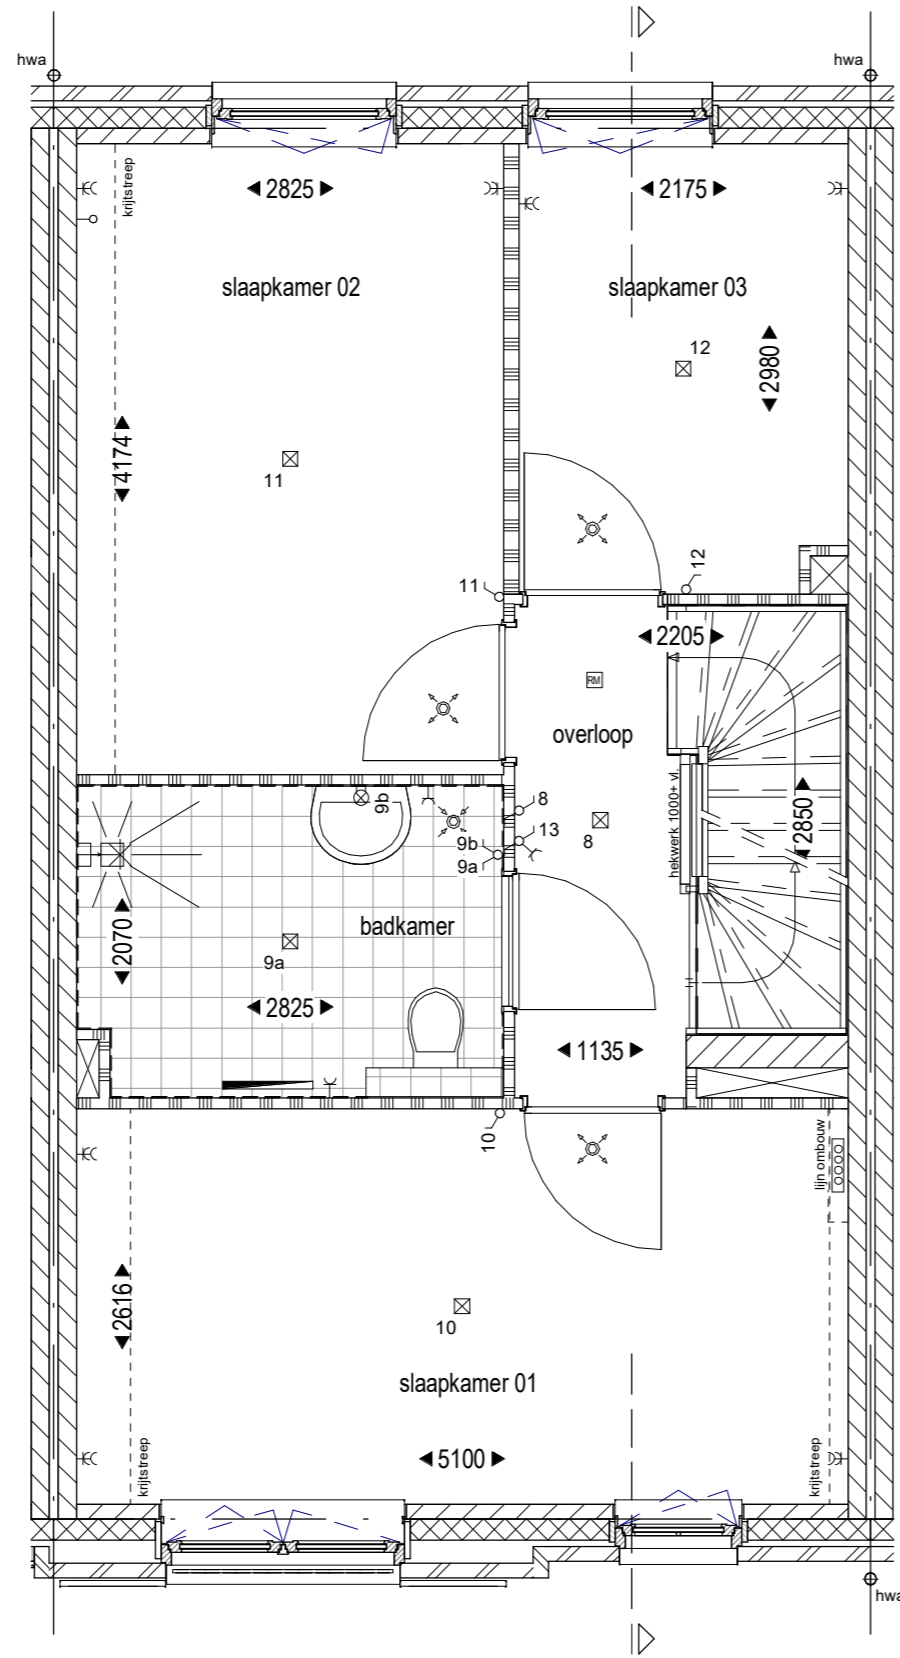 hwa
hwa
krijtstreep
2825
2175
slaapkamer 02
slaapkamer 03
12
2980
4174
11
11
12
2205
RM
overloop
hekwerk 1000+ vl.
2850
9b
8
13
9b
9a
8
badkamer
2070
9a
2825
1135
10
lijn ombouw
2616
10
slaapkamer 01
5100
krijtstreep
krijtstreep
hwa